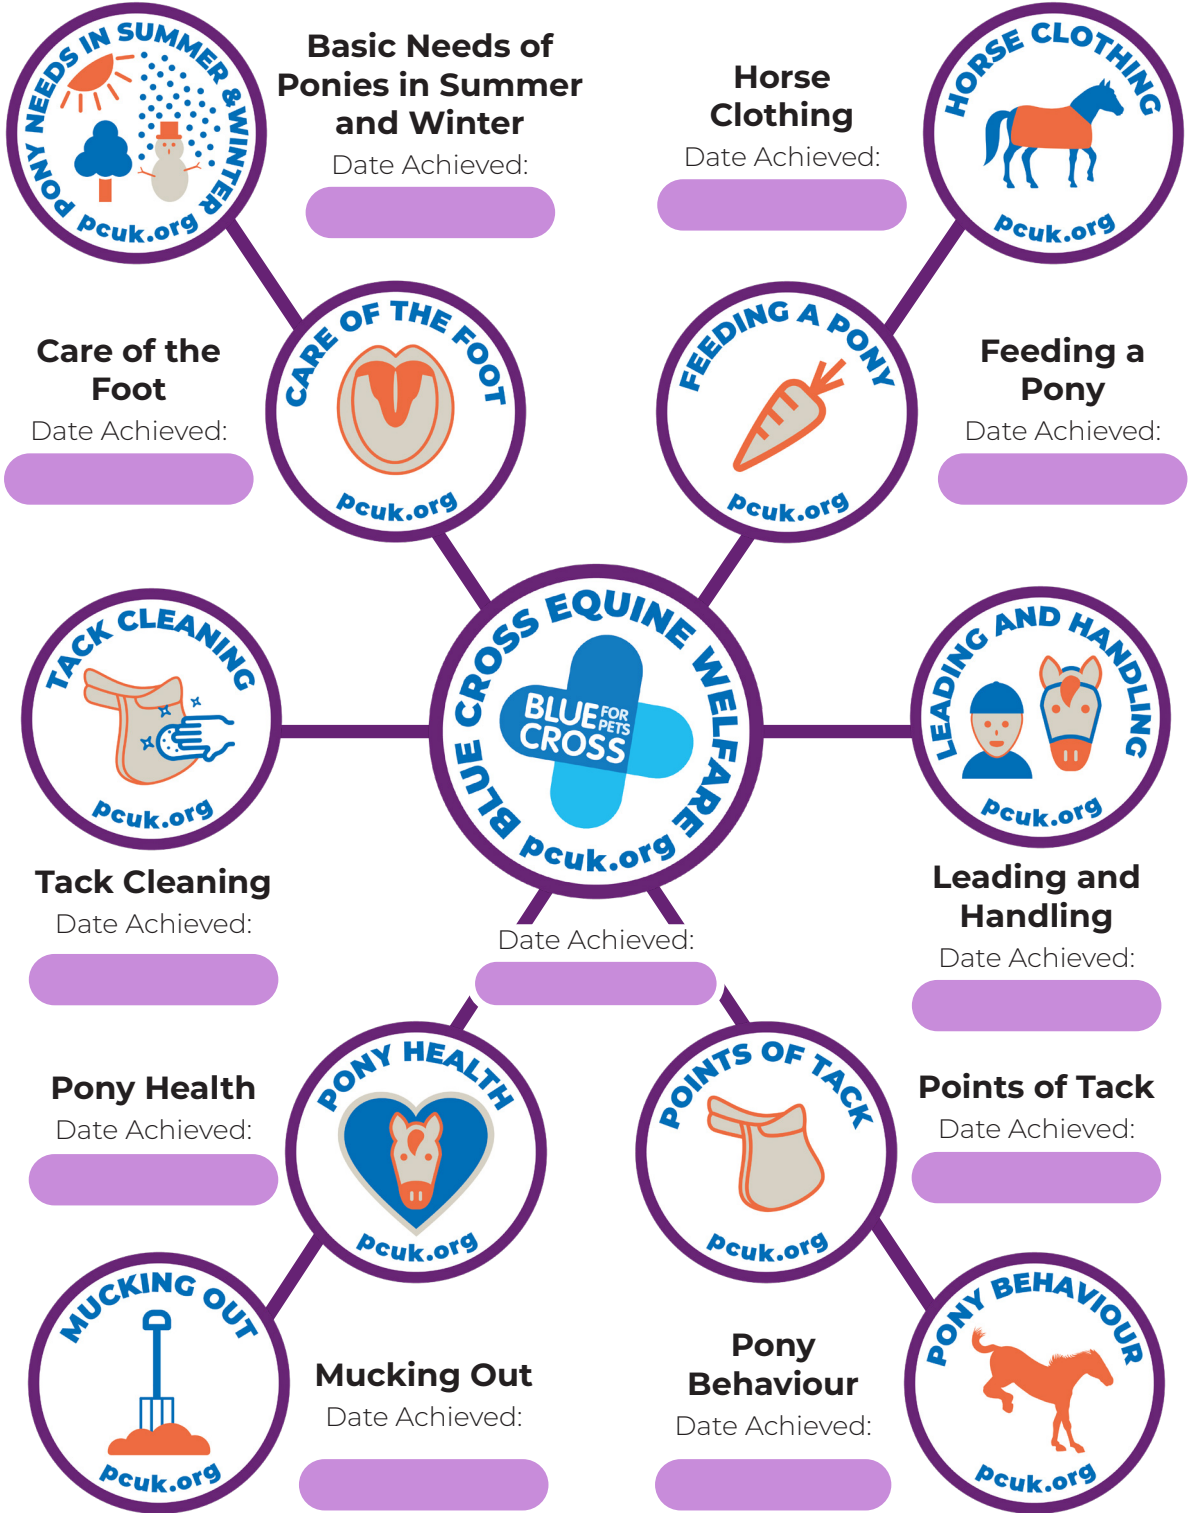 PONY NEEDS IN SUMMER & WINTER
pcuk.org
Basic Needs of
Ponies in Summer
and Winter
Date Achieved:
Horse
Clothing
Date Achieved:
HORSE CLOTHING
pcuk.org
Care of the
Foot
Date Achieved:
CARE OF THE FOOT
pcuk.org
FEEDING A PONY
pcuk.org
Feeding a
Pony
Date Achieved:
TACK CLEANING
pcuk.org
Tack Cleaning
Date Achieved:
BLUE CROSS EQUINE WELFARE
BLUE FOR
PETS
CROSS
pcuk.org
Date Achieved:
LEADING AND HANDLING
pcuk.org
Leading and
Handling
Date Achieved:
Pony Health
Date Achieved:
PONY HEALTH
pcuk.org
POINTS OF TACK
pcuk.org
Points of Tack
Date Achieved:
MUCKING OUT
pcuk.org
Mucking Out
Date Achieved:
Pony
Behaviour
Date Achieved:
PONY BEHAVIOUR
pcuk.org